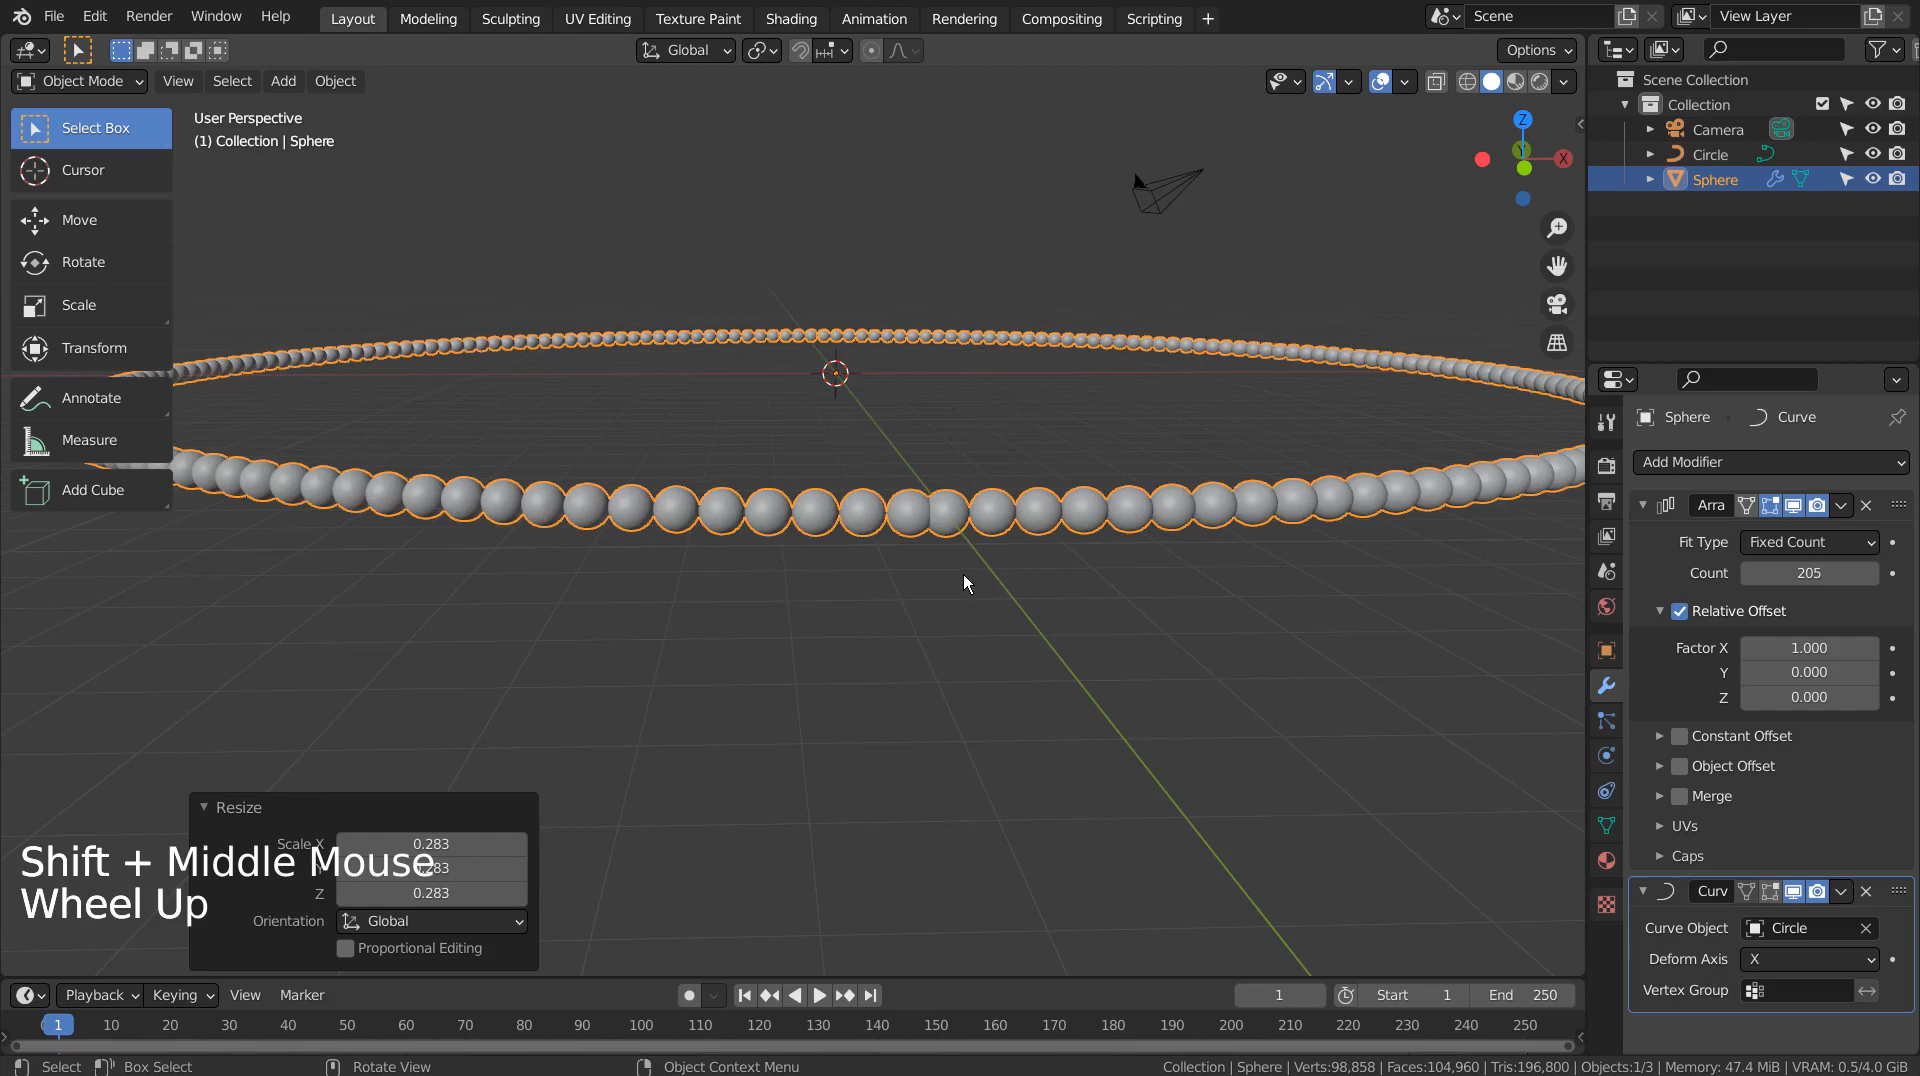 File Edit Render Window Help Layout Modeling Sculpting UV Editing Texture Paint Shading Animation Rendering Compositing Scripting + Scene View Layer
Global Options
Object Mode View Select Add Object
Select Box
Cursor
Move
Rotate
Scale
Transform
Annotate
Measure
Add Cube
User Perspective
(1) Collection | Sphere
Z
Y
X
Scene Collection
Collection
Camera
Circle
Sphere
Sphere Curve
Add Modifier
Arra
Fit Type Fixed Count
Count 205
Relative Offset
Factor X 1.000
Y 0.000
Z 0.000
Constant Offset
Object Offset
Merge
UVs
Caps
Curv
Curve Object Circle
Deform Axis X
Vertex Group
Resize
Scale X 0.283
0.283
Z 0.283
Orientation Global
Proportional Editing
Shift + Middle Mouse
Wheel Up
Playback Keying View Marker 1 Start 1 End 250
1 10 20 30 40 50 60 70 80 90 100 110 120 130 140 150 160 170 180 190 200 210 220 230 240 250
Select Box Select Rotate View Object Context Menu Collection | Sphere | Verts:98,858 | Faces:104,960 | Tris:196,800 | Objects:1/3 | Memory: 47.4 MiB | VRAM: 0.5/4.0 GiB